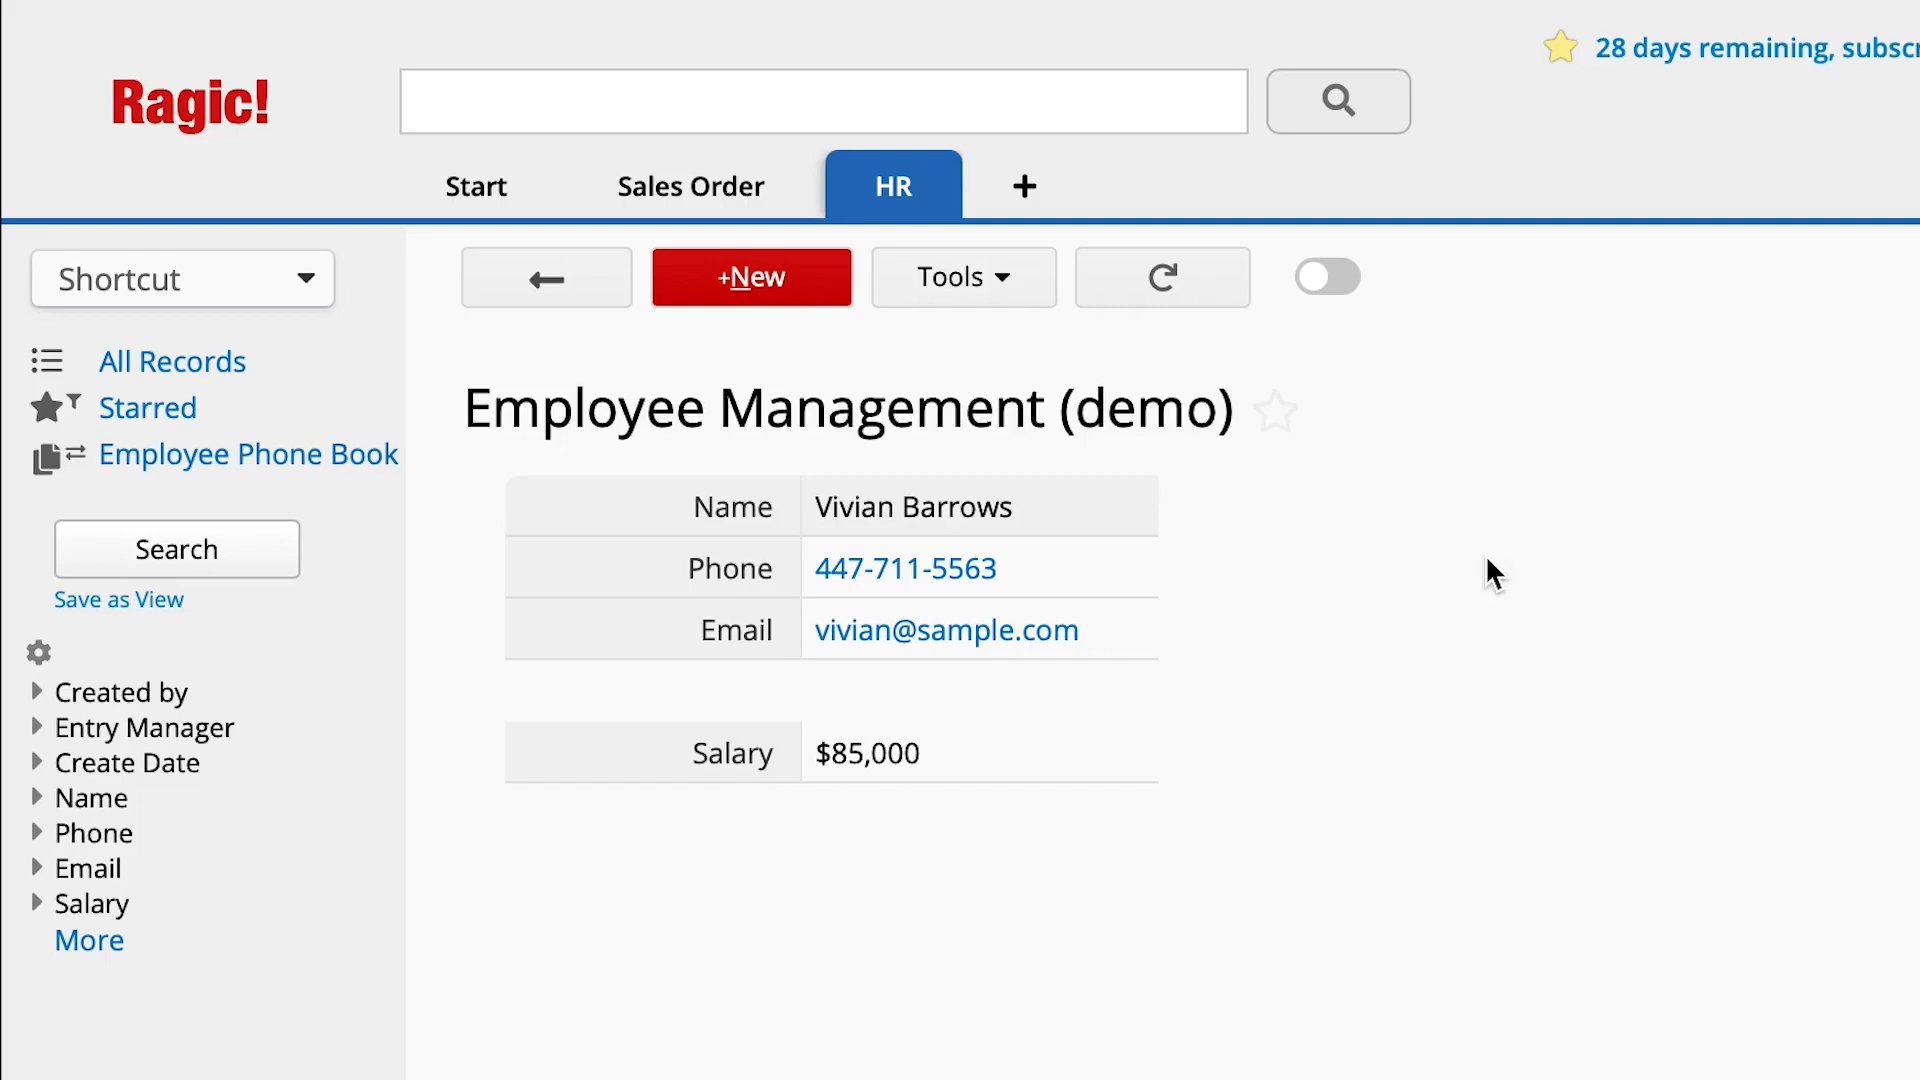 28 days remaining, subscr
Ragic!
Start
Sales Order
HR
+
Shortcut
+New
Tools
All Records
Starred
Employee Phone Book
Employee Management (demo)
Name Vivian Barrows
Phone 447-711-5563
Email vivian@sample.com
Salary $85,000
Search
Save as View
Created by
Entry Manager
Create Date
Name
Phone
Email
Salary
More